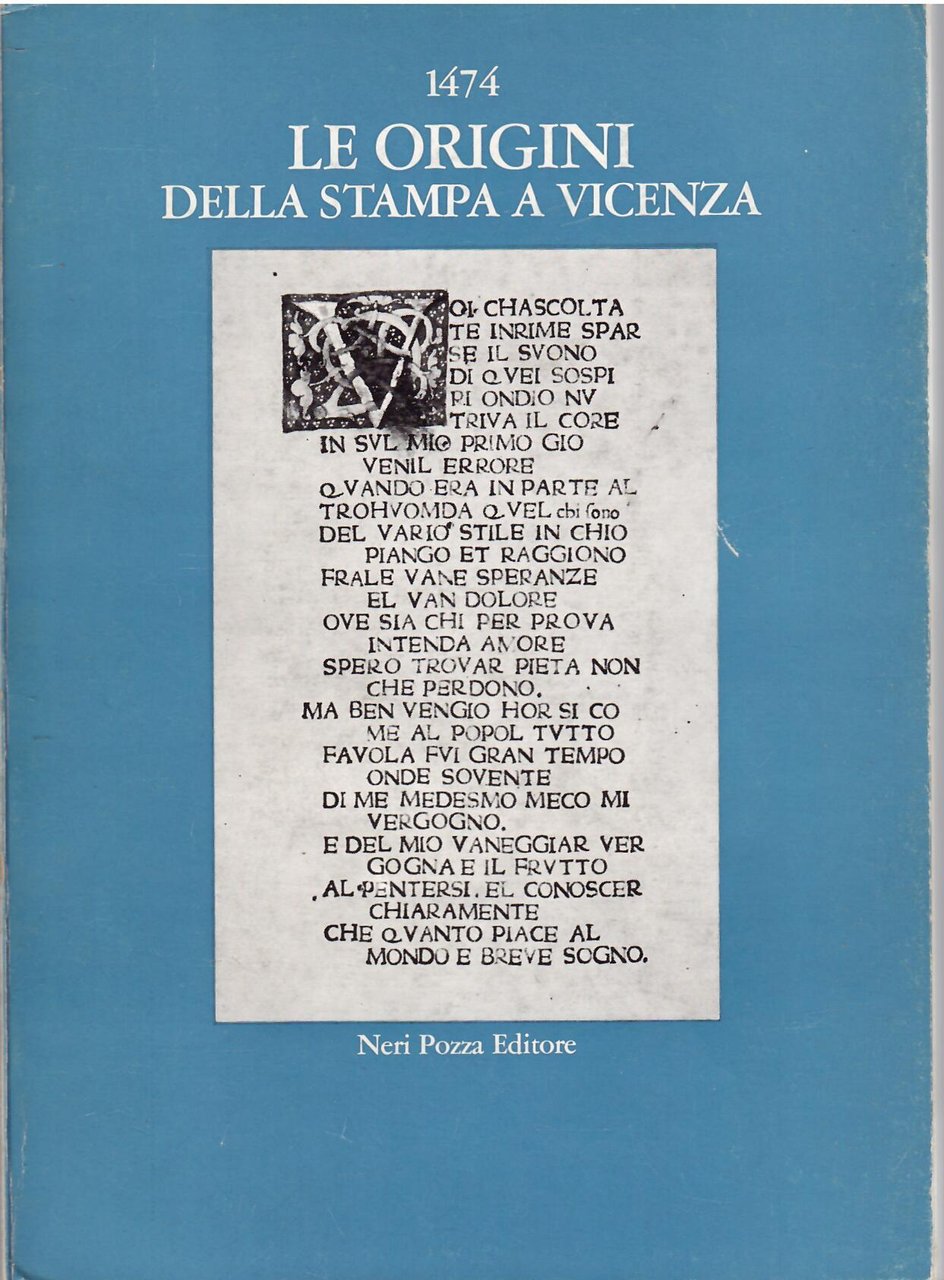 1474
LE ORIGINI
DELLA STAMPA A VICENZA
VOI CHASCOLTA
TE INRIME SPAR
SE IL SVONO
DI QVEI SOSPI
RI ONDIO NV
TRIVA IL CORE
IN SVL MIO PRIMO GIO
VENIL ERRORE
QVANDO ERA IN PARTE AL
TROHVOMDA QVEL chi sono
DEL VARIO STILE IN CHIO
PIANGO ET RAGGIONO
FRALE VANE SPERANZE
EL VAN DOLORE
OVE SIA CHI PER PROVA
INTENDA AMORE
SPERO TROVAR PIETA NON
CHE PERDONO.
MA BEN VENGIO HOR SI CO
ME AL POPOL TVTTO
FAVOLA FVI GRAN TEMPO
ONDE SOVENTE
DI ME MEDESMO MECO MI
VERGOGNO.
E DEL MIO VANEGGIAR VER
GOGNA E IL FRVTTO
AL PENTERSI. EL CONOSCER
CHIARAMENTE
CHE QVANTO PIACE AL
MONDO E BREVE SOGNO.
Neri Pozza Editore